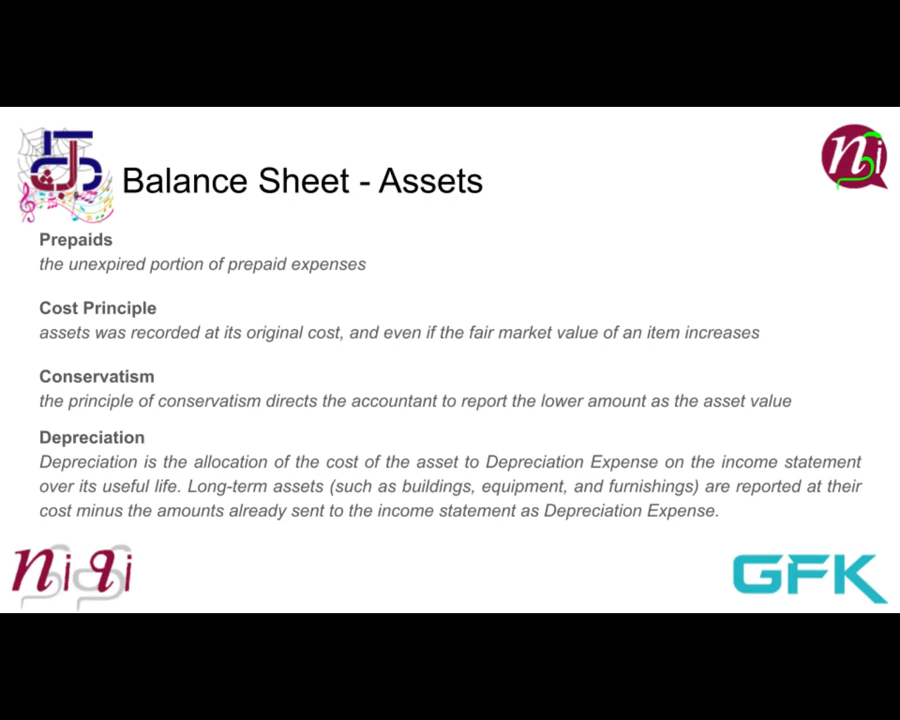 Balance Sheet - Assets
Prepaids
the unexpired portion of prepaid expenses
Cost Principle
assets was recorded at its original cost, and even if the fair market value of an item increases
Conservatism
the principle of conservatism directs the accountant to report the lower amount as the asset value
Depreciation
Depreciation is the allocation of the cost of the asset to Depreciation Expense on the income statement
over its useful life. Long-term assets (such as buildings, equipment, and furnishings) are reported at their
cost minus the amounts already sent to the income statement as Depreciation Expense.
niqi
GFK